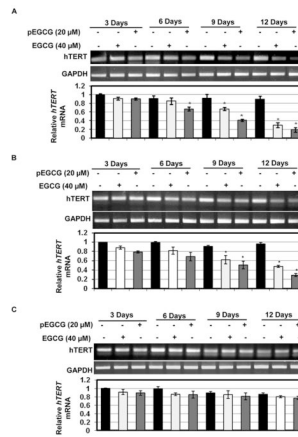 A
3 Days 6 Days 9 Days 12 Days
pEGCG (20 µM) - - + - - + - - + - - +
EGCG (40 µM) - + - - + - - + - - + -
hTERT
GAPDH
Relative hTERT mRNA
1.2
1
0.8
0.6
0.4
0.2
0
* * * * *
B
3 Days 6 Days 9 Days 12 Days
pEGCG (20 µM) - - + - - + - - + - - +
EGCG (40 µM) - + - - + - - + - - + -
hTERT
GAPDH
Relative hTERT mRNA
1.2
1
0.8
0.6
0.4
0.2
0
* * * *
C
3 Days 6 Days 9 Days 12 Days
pEGCG (20 µM) - - + - - + - - + - - +
EGCG (40 µM) - + - - + - - + - - + -
hTERT
GAPDH
Relative hTERT mRNA
1.2
1
0.8
0.6
0.4
0.2
0